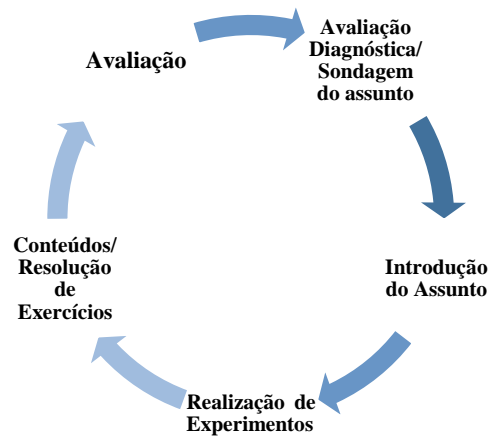 Avaliação
Avaliação
Diagnóstica/
Sondagem
do assunto
Introdução
do Assunto
Realização de
Experimentos
Conteúdos/
Resolução
de
Exercícios